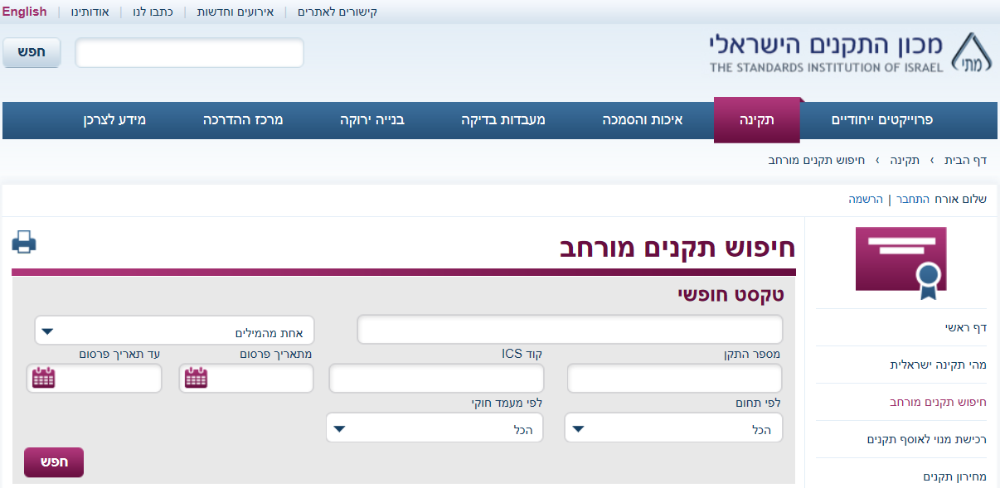 קישורים לאתרים | אירועים וחדשות | כתבו לנו | אודותינו | English
מכון התקנים הישראלי
THE STANDARDS INSTITUTION OF ISRAEL
מתי
חפש
פרוייקטים ייחודיים תקינה איכות והסמכה מעבדות בדיקה בנייה ירוקה מרכז ההדרכה מידע לצרכן
דף הבית › תקינה › חיפוש תקנים מורחב
שלום אורח התחבר | הרשמה
דף ראשי
מהי תקינה ישראלית
חיפוש תקנים מורחב
רכישת מנוי לאוסף תקנים
מחירון תקנים
חיפוש תקנים מורחב
טקסט חופשי
אחת מהמילים
מספר התקן קוד ICS מתאריך פרסום עד תאריך פרסום
לפי תחום לפי מעמד חוקי
הכל הכל
חפש